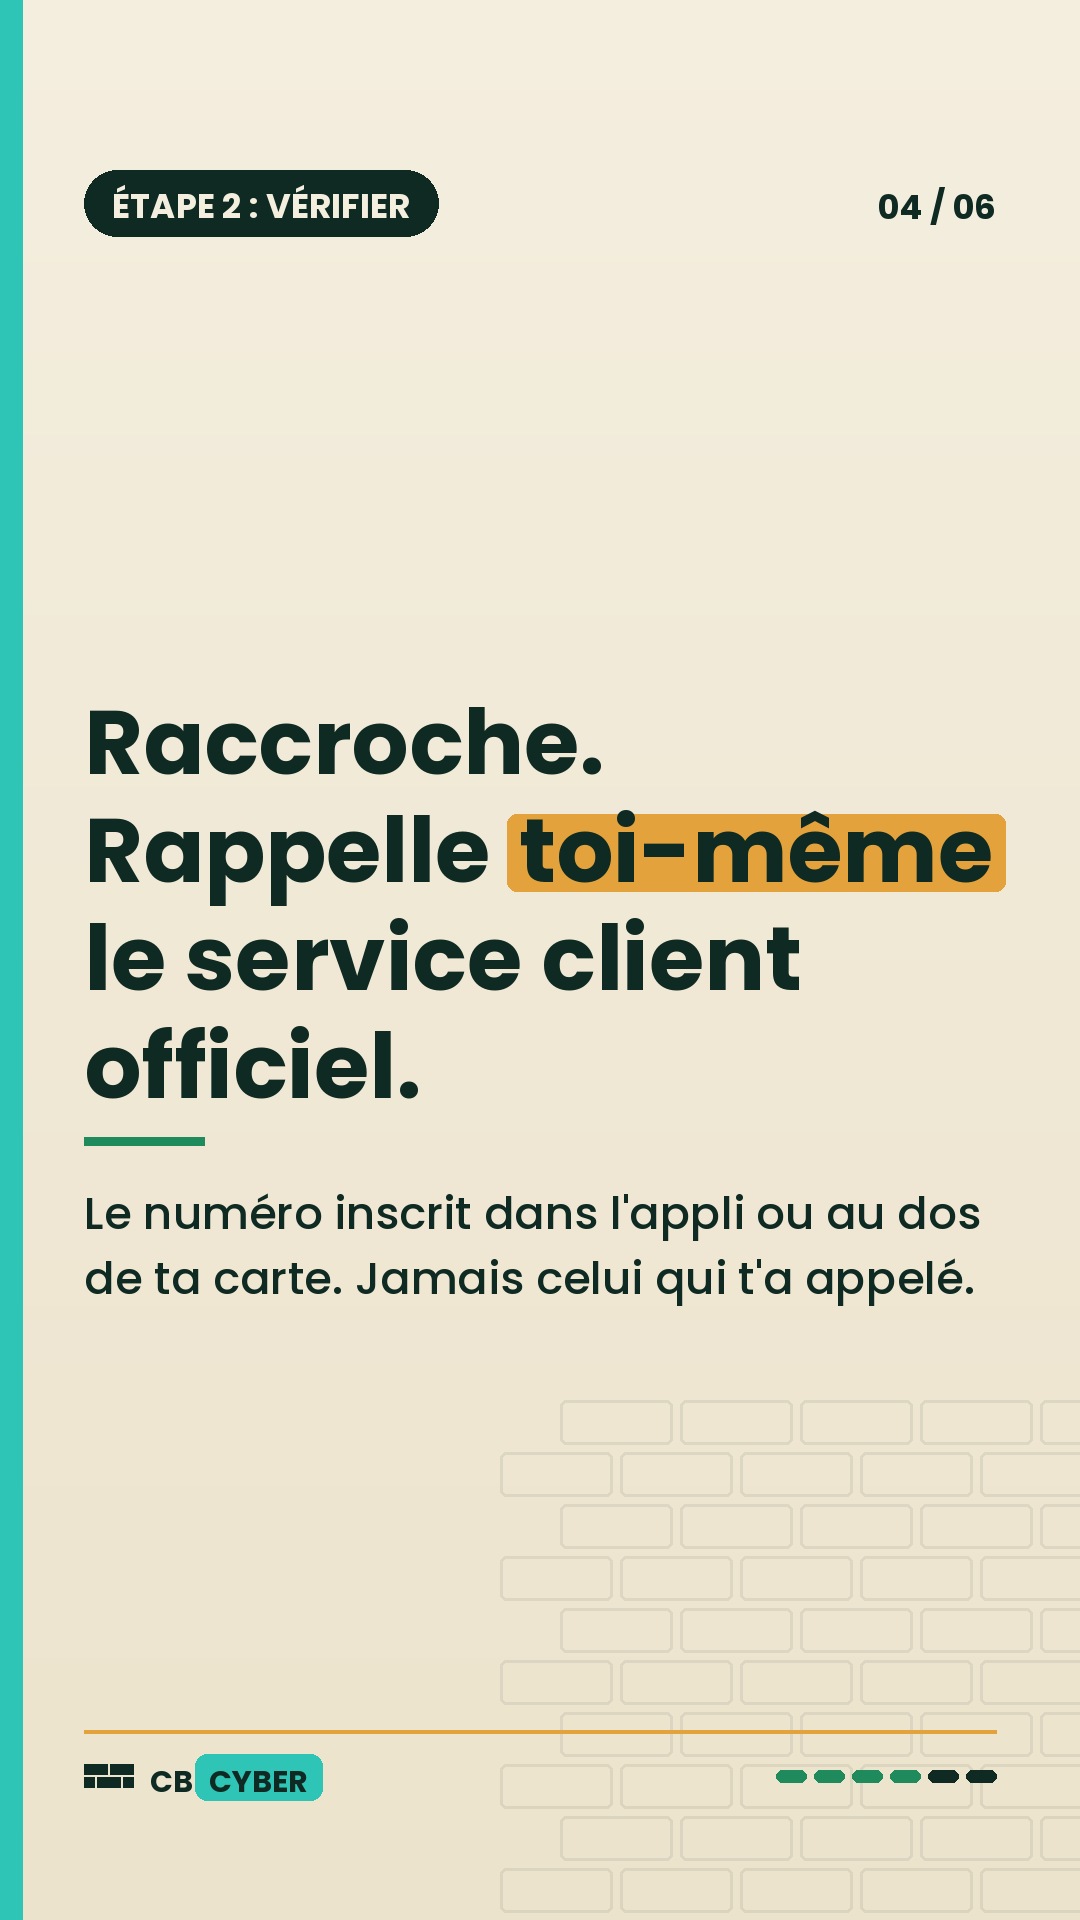 ÉTAPE 2 : VÉRIFIER
04 / 06
Raccroche.
Rappelle toi-même
le service client
officiel.
Le numéro inscrit dans l'appli ou au dos
de ta carte. Jamais celui qui t'a appelé.
CB CYBER